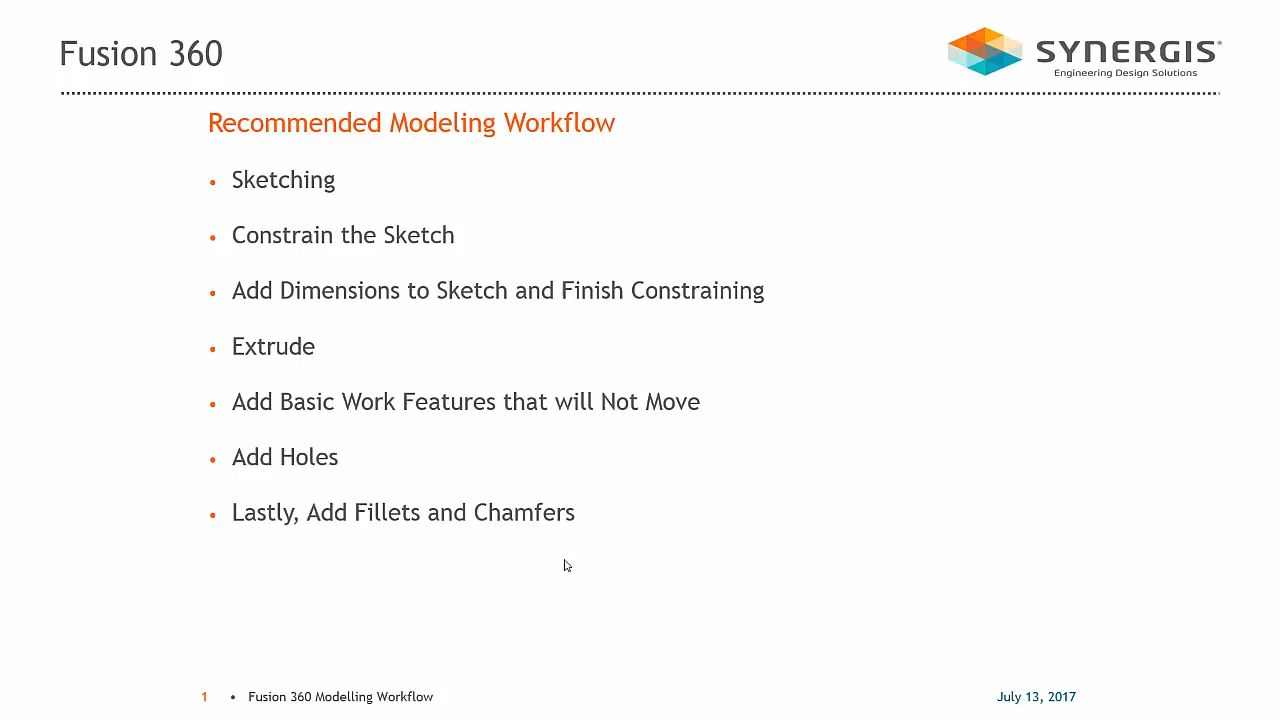 Fusion 360
SYNERGIS®
Engineering Design Solutions
Recommended Modeling Workflow
• Sketching
• Constrain the Sketch
• Add Dimensions to Sketch and Finish Constraining
• Extrude
• Add Basic Work Features that will Not Move
• Add Holes
• Lastly, Add Fillets and Chamfers
1 • Fusion 360 Modelling Workflow July 13, 2017